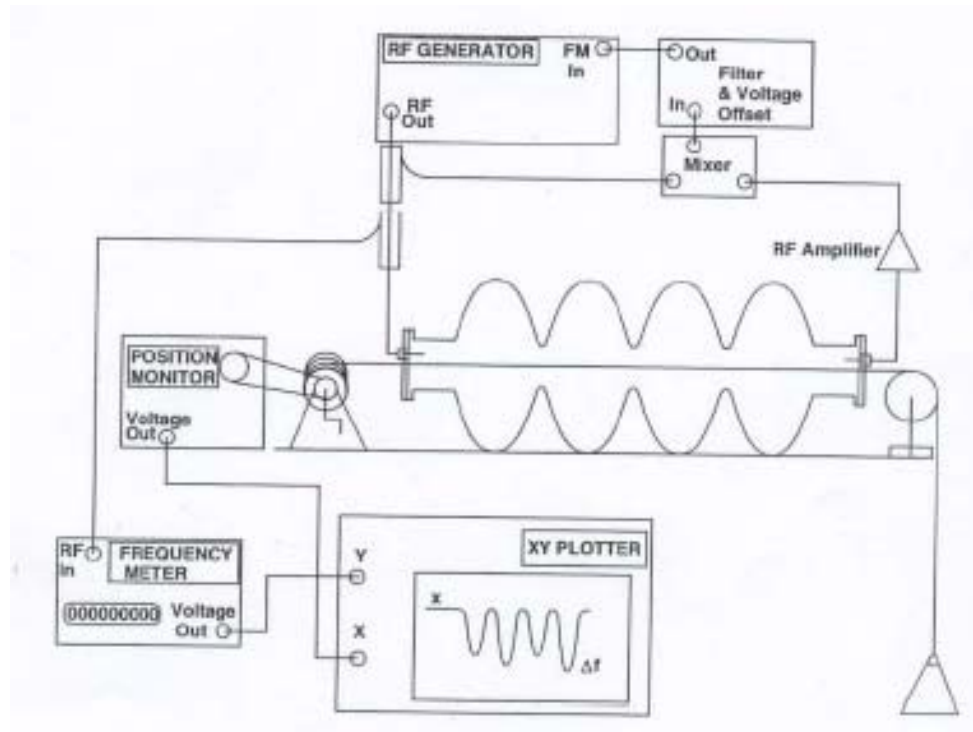 RF GENERATOR
FM
In
RF
Out
Out
Filter
& Voltage
Offset
In
Mixer
RF Amplifier
POSITION
MONITOR
Voltage
Out
RF
In
FREQUENCY
METER
000000000
Voltage
Out
XY PLOTTER
Y
X
x
Δf